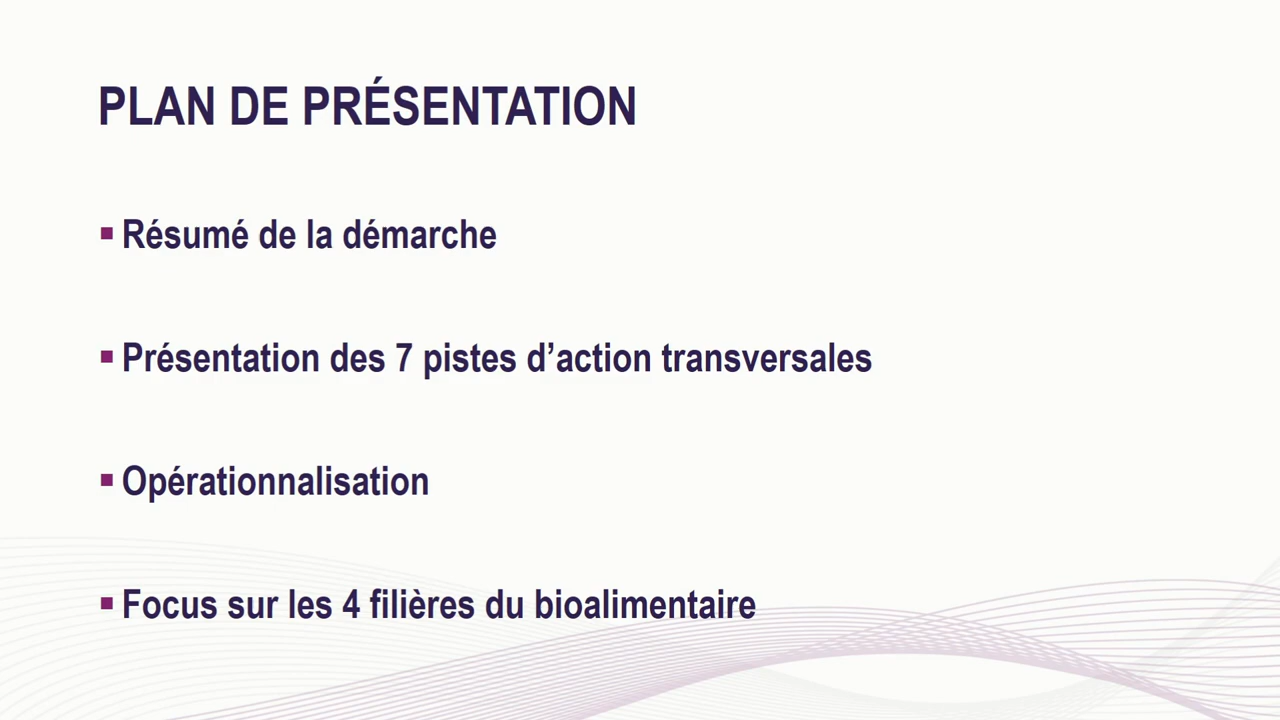 PLAN DE PRÉSENTATION
▪ Résumé de la démarche
▪ Présentation des 7 pistes d’action transversales
▪ Opérationnalisation
▪ Focus sur les 4 filières du bioalimentaire